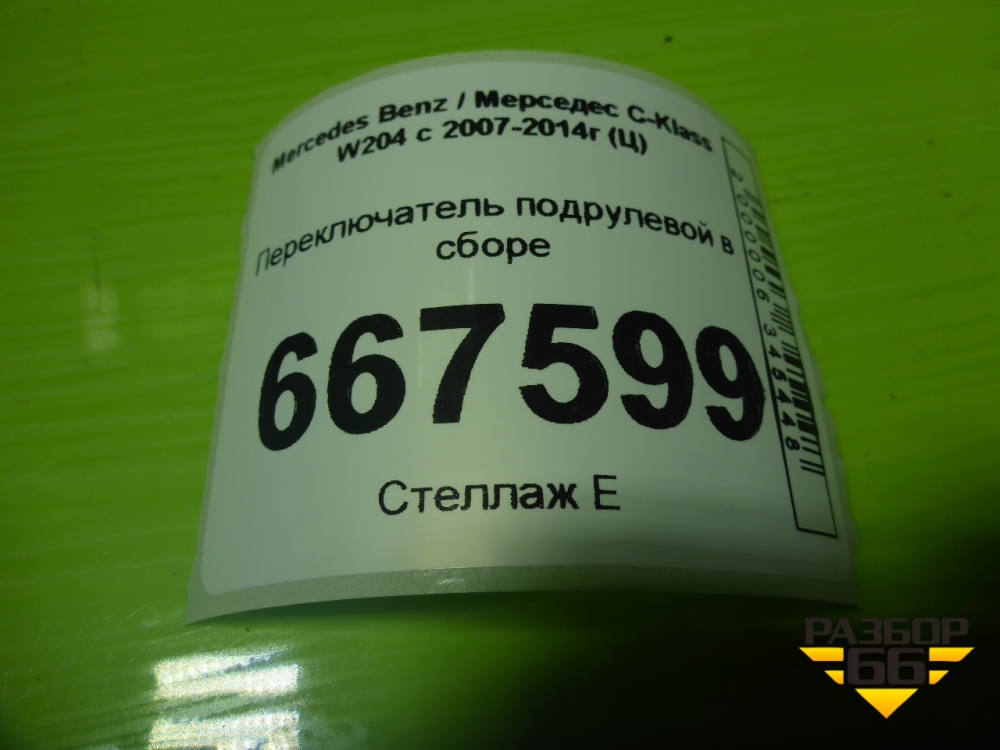 Mercedes Benz / Мерседес C-Klass
W204 с 2007-2014г (Ц)
Переключатель подрулевой в
сборе
667599
Стеллаж Е
2000006345448
РАЗБОР
66